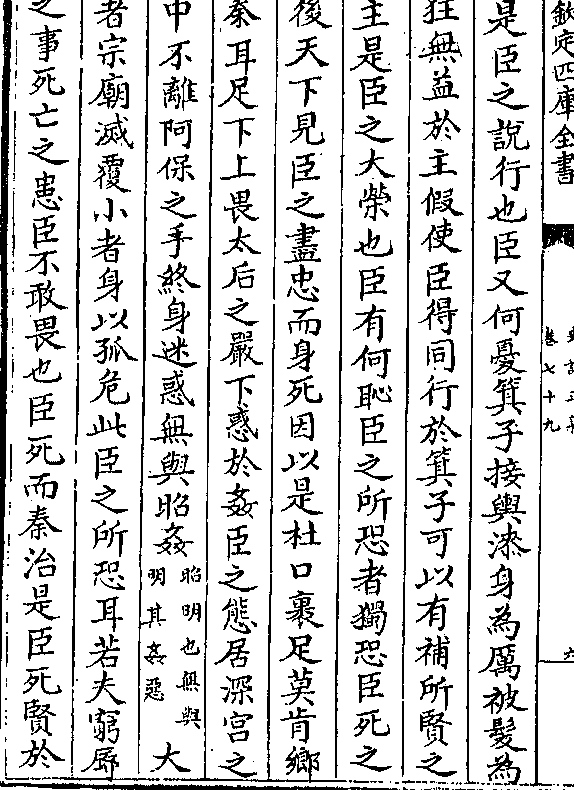 欽定四庫全書
卷七十九
六
是臣之說行也臣又何憂箕子接輿漆身為厲被髮為
狂無益於主假使臣得同行於箕子可以有補所賢之
主是臣之大榮也臣有何恥臣之所恐者獨恐臣死之
後天下見臣之盡忠而身死因以是杜口裹足莫肯鄉
秦耳足下上畏太后之嚴下惑於姦臣之態居深宮之
中不離阿保之手終身迷惑無與昭姦昭明也無與明其姦惡大
者宗廟滅覆小者身以孤危此臣之所恐耳若夫窮辱
之事死亡之患臣不敢畏也臣死而秦治是臣死賢於